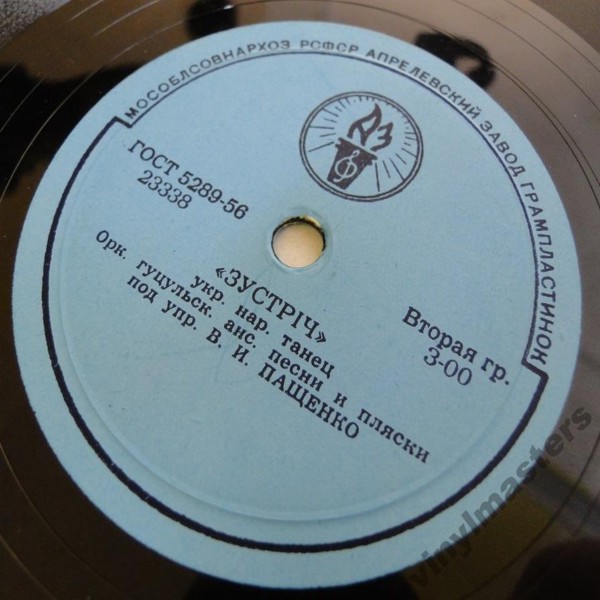 МОСОБЛСОВНАРХОЗ РСФСР АПРЕЛЕВСКИЙ ЗАВОД ГРАМПЛАСТИНОК
ГОСТ 5289-56
23338
«ЗУСТРІЧ»
укр. нар. танец
Орк. гуцульск. анс. песни и пляски
под упр. В. И. ПАЩЕНКО
Вторая гр.
3-00
vinylmasters